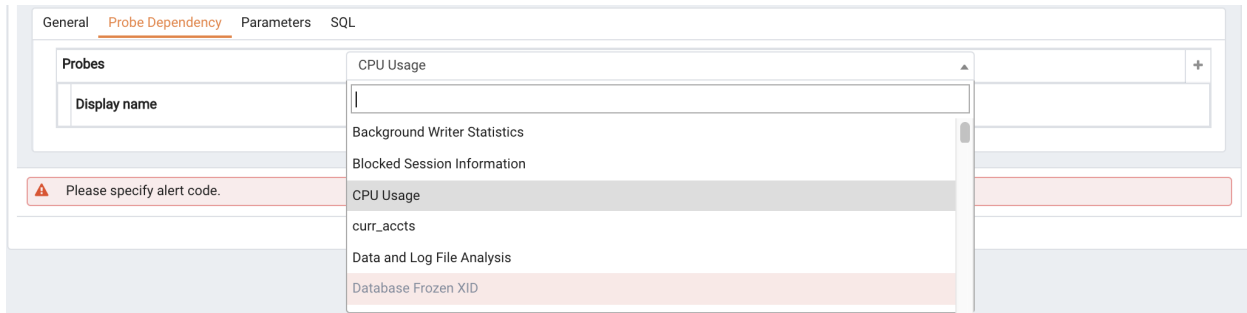 General Probe Dependency Parameters SQL
Probes CPU Usage
Display name
Background Writer Statistics
Blocked Session Information
Please specify alert code.
CPU Usage
curr_accts
Data and Log File Analysis
Database Frozen XID